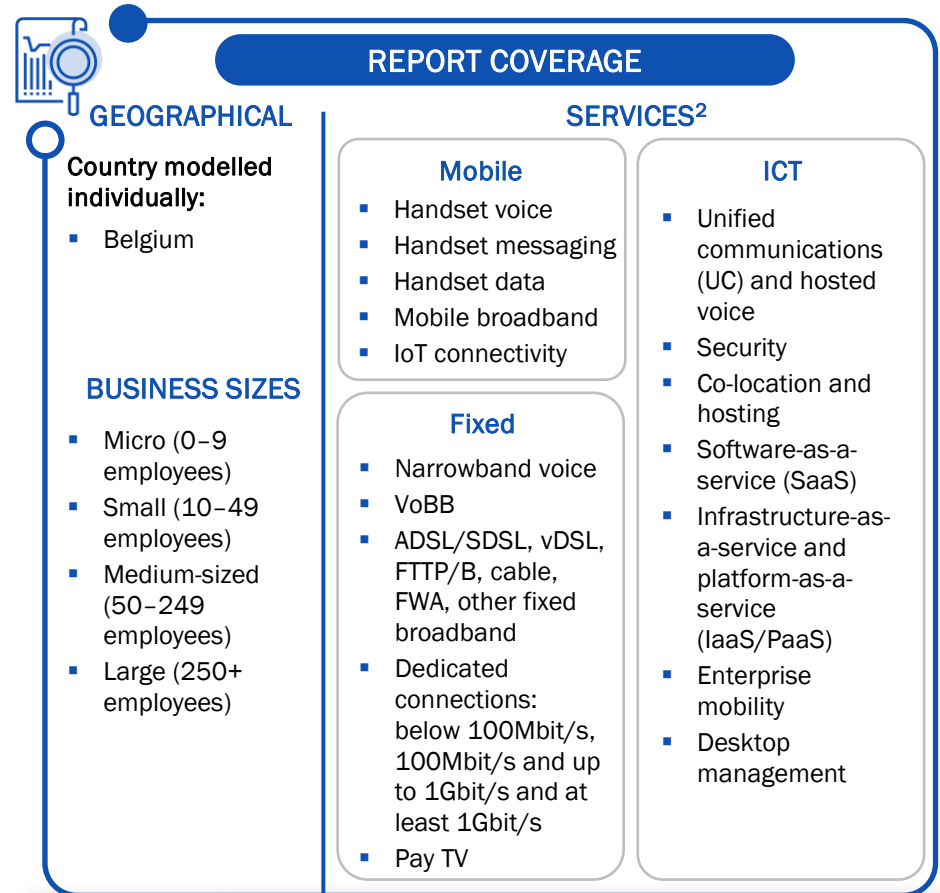 REPORT COVERAGE
GEOGRAPHICAL
Country modelled
individually:
▪ Belgium
BUSINESS SIZES
▪ Micro (0–9
employees)
▪ Small (10–49
employees)
▪ Medium-sized
(50–249
employees)
▪ Large (250+
employees)
SERVICES²
Mobile
▪ Handset voice
▪ Handset messaging
▪ Handset data
▪ Mobile broadband
▪ IoT connectivity
Fixed
▪ Narrowband voice
▪ VoBB
▪ ADSL/SDSL, vDSL,
FTTP/B, cable,
FWA, other fixed
broadband
▪ Dedicated
connections:
below 100Mbit/s,
100Mbit/s and up
to 1Gbit/s and at
least 1Gbit/s
▪ Pay TV
ICT
▪ Unified
communications
(UC) and hosted
voice
▪ Security
▪ Co-location and
hosting
▪ Software-as-a-
service (SaaS)
▪ Infrastructure-as-
a-service and
platform-as-a-
service
(IaaS/PaaS)
▪ Enterprise
mobility
▪ Desktop
management